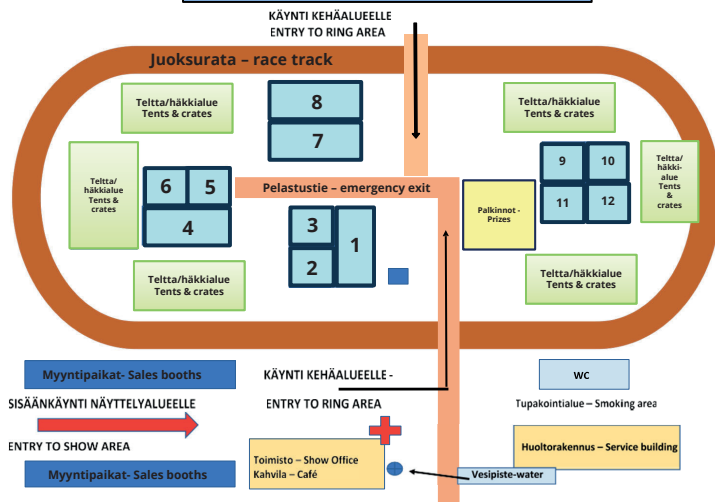 KÄYNTI KEHÄALUEELLE
ENTRY TO RING AREA
Juoksurata – race track
Teltta/häkkialue
Tents & crates
8
7
Teltta/häkkialue
Tents & crates
Teltta/
häkkialue
Tents &
crates
6
5
4
Pelastustie – emergency exit
3
2
1
Palkinnot -
Prizes
9
10
11
12
Teltta/
häkki-
alue
Tents
&
crates
Teltta/häkkialue
Tents & crates
Teltta/häkkialue
Tents & crates
Myyntipaikat- Sales booths
KÄYNTI KEHÄALUEELLE -
WC
SISÄÄNKÄYNTI NÄYTTELYALUEELLE
ENTRY TO RING AREA
Tupakointialue – Smoking area
ENTRY TO SHOW AREA
Toimisto – Show Office
Kahvila – Café
Huoltorakennus – Service building
Myyntipaikat- Sales booths
Vesipiste-water